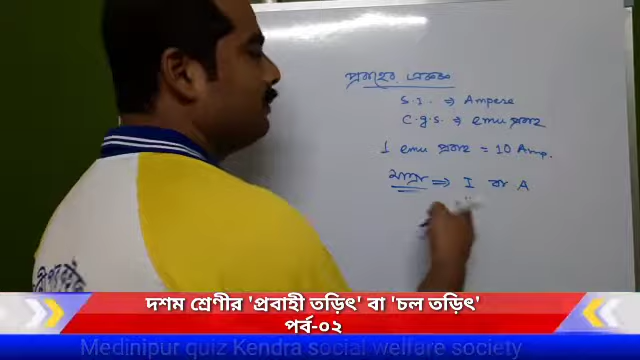 প্রবাহের একক
S.I. ⇒ Ampere
C.g.s. ⇒ emu প্রবাহ
1 emu প্রবাহ = 10 Amp.
মাত্রা ⇒ I বা A
দশম শ্রেণীর 'প্রবাহী তড়িৎ' বা 'চল তড়িৎ'
পর্ব-০২
Medinipur quiz Kendra social welfare society